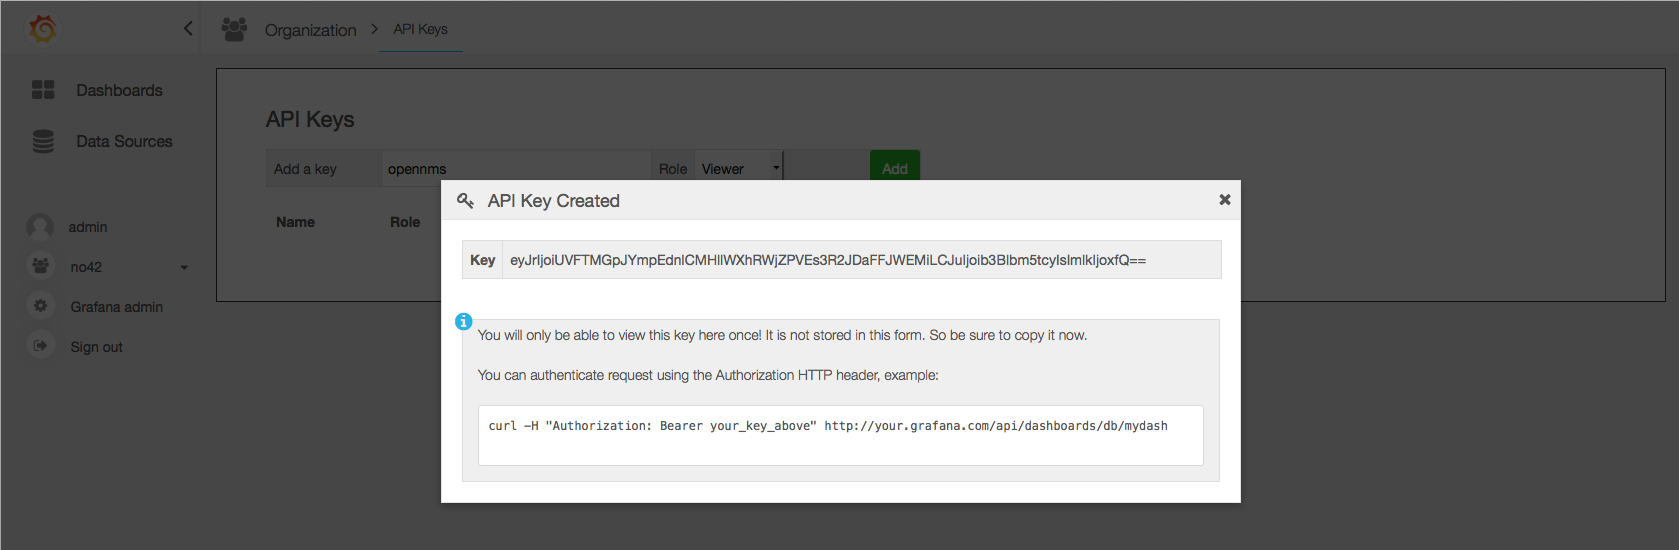 Organization > API Keys
Dashboards
Data Sources
admin
no42
Grafana admin
Sign out
API Keys
Add a key opennms Role Viewer Add
Name Role
API Key Created
Key eyJrIjoiUVFTMGpJYmpEdnlCMHllWXhRWjZPVEs3R2JDaFFJWEMiLCJuIjoib3Blbm5tcyIsImlkIjoxfQ==
You will only be able to view this key here once! It is not stored in this form. So be sure to copy it now.
You can authenticate request using the Authorization HTTP header, example:
curl -H "Authorization: Bearer your_key_above" http://your.grafana.com/api/dashboards/db/mydash